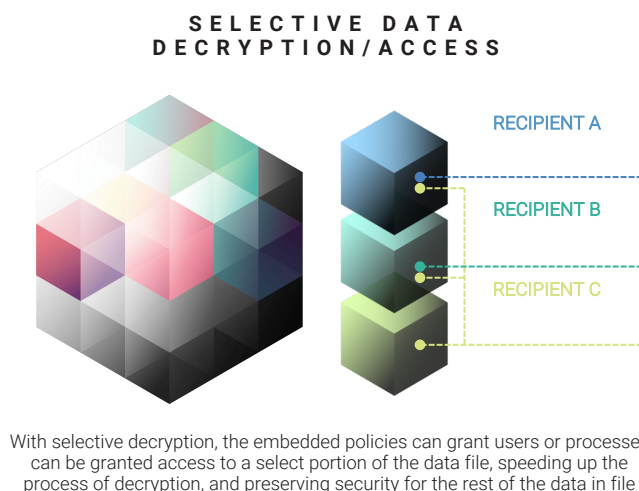 SELECTIVE DATA
DECRYPTION/ACCESS
RECIPIENT A
RECIPIENT B
RECIPIENT C
With selective decryption, the embedded policies can grant users or processe
can be granted access to a select portion of the data file, speeding up the
process of decryption, and preserving security for the rest of the data in file